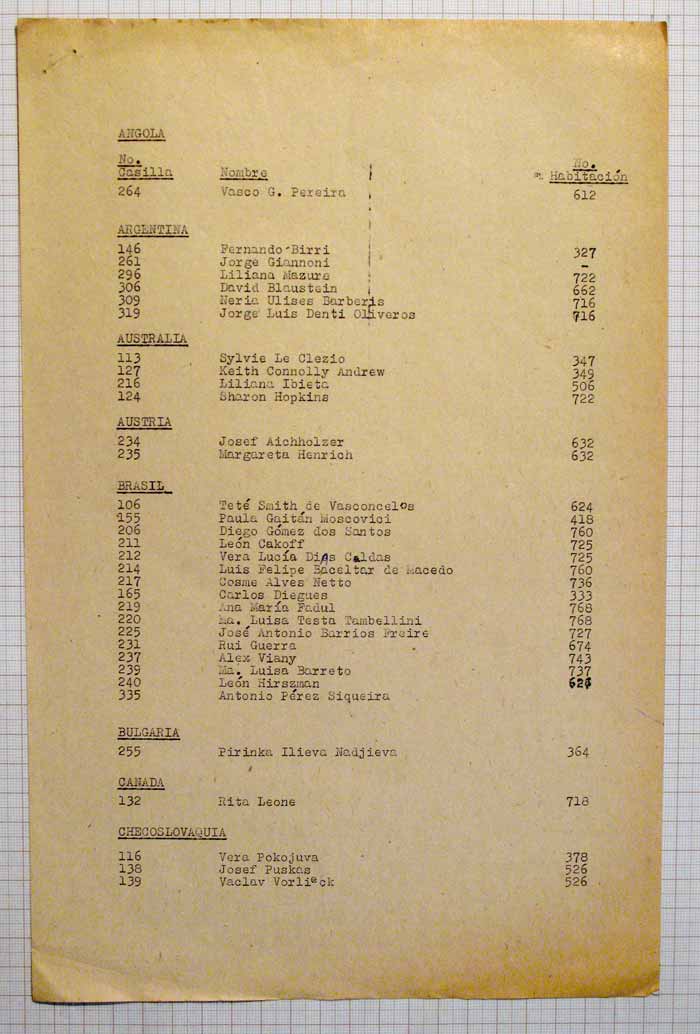 ANGOLA
No. No.
Casilla Nombre Habitación
264 Vasco G. Pereira 612
ARGENTINA
146 Fernando Birri 327
261 Jorge Giannoni -
296 Liliana Mazure 722
306 David Blaustein 662
309 Neria Ulises Barberis 716
319 Jorge Luis Denti Oliveros 716
AUSTRALIA
113 Sylvie Le Clezio 347
127 Keith Connolly Andrew 349
216 Liliana Ibieta 506
124 Sharon Hopkins 722
AUSTRIA
234 Josef Aichholzer 632
235 Margareta Henrich 632
BRASIL
106 Teté Smith de Vasconcelos 624
155 Paula Gaitán Moscovici 418
206 Diego Gómez dos Santos 760
211 León Cakoff 725
212 Vera Lucía Dias Caldas 725
214 Luis Felipe Baceltar de Macedo 760
217 Cosme Alves Netto 736
165 Carlos Diegues 333
219 Ana María Fadul 768
220 Ma. Luisa Testa Tambellini 768
225 José Antonio Barrios Freire 727
231 Rui Guerra 674
237 Alex Viany 743
239 Ma. Luisa Barreto 737
240 León Hirszman
335 Antonio Pérez Siqueira
BULGARIA
255 Pirinka Ilieva Nadjieva 364
CANADA
132 Rita Leone 718
CHECOSLOVAQUIA
116 Vera Pokojuva 378
138 Josef Puskas 526
139 Vaclav Vorlieck 526